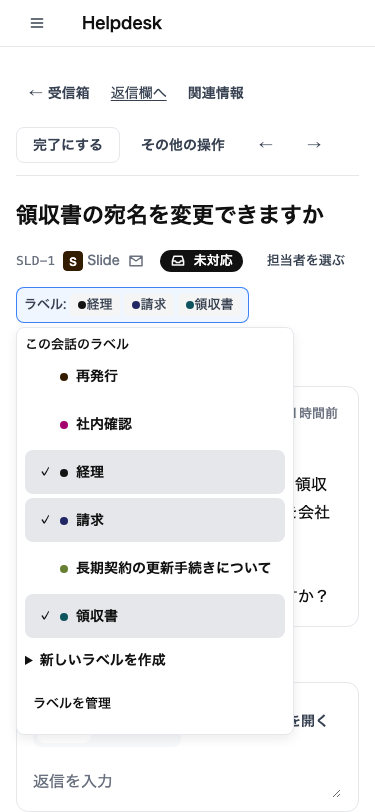 Helpdesk
← 受信箱 返信欄へ 関連情報
完了にする その他の操作 ← →
領収書の宛名を変更できますか
SLD-1 S Slide 未対応 担当者を選ぶ
ラベル: 経理 請求 領収書
この会話のラベル
再発行
時間前
社内確認
✓ 経理
領収
✓ 請求
会社
長期契約の更新手続きについて
か？
✓ 領収書
▶ 新しいラベルを作成
ラベルを管理
を開く
返信を入力